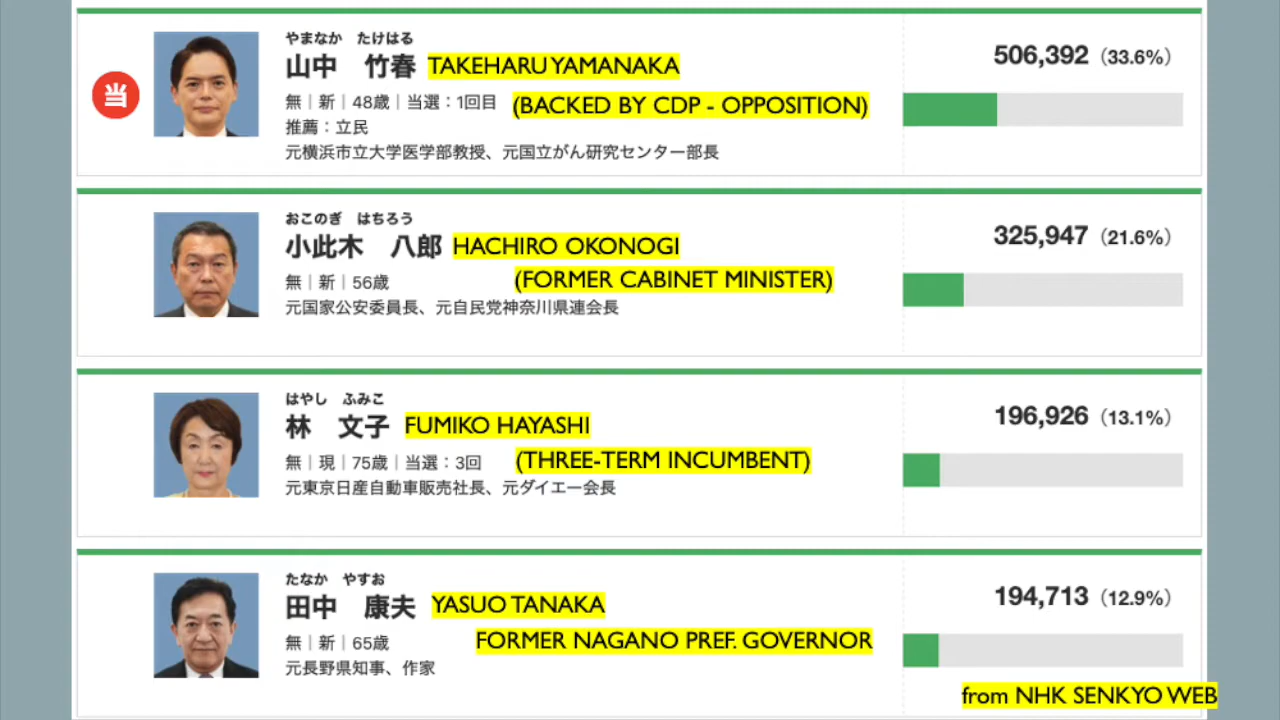 やまなか　たけはる
山中　竹春 TAKEHARU YAMANAKA
506,392（33.6%）
当
無｜新｜48歳｜当選：1回目 (BACKED BY CDP - OPPOSITION)
推薦：立民
元横浜市立大学医学部教授、元国立がん研究センター部長
おこのぎ　はちろう
小此木　八郎 HACHIRO OKONOGI
325,947（21.6%）
無｜新｜56歳 (FORMER CABINET MINISTER)
元国家公安委員長、元自民党神奈川県連会長
はやし　ふみこ
林　文子 FUMIKO HAYASHI
196,926（13.1%）
無｜現｜75歳｜当選：3回 (THREE-TERM INCUMBENT)
元東京日産自動車販売社長、元ダイエー会長
たなか　やすお
田中　康夫 YASUO TANAKA
194,713（12.9%）
無｜新｜65歳 FORMER NAGANO PREF. GOVERNOR
元長野県知事、作家
from NHK SENKYO WEB